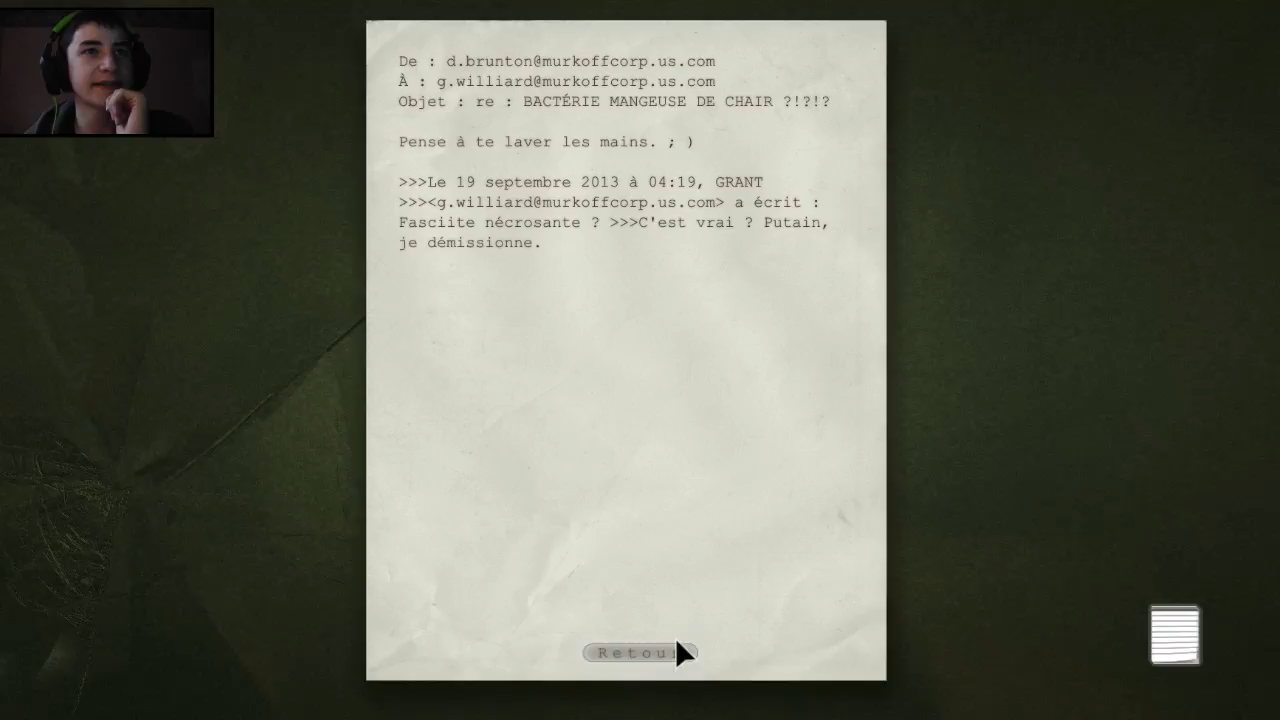 De : d.brunton@murkoffcorp.us.com
À : g.williard@murkoffcorp.us.com
Objet : re : BACTÉRIE MANGEUSE DE CHAIR ?!?!?
Pense à te laver les mains. ; )
>>>Le 19 septembre 2013 à 04:19, GRANT
>>><g.williard@murkoffcorp.us.com> a écrit :
Fasciite nécrosante ? >>>C'est vrai ? Putain,
je démissionne.
Retour